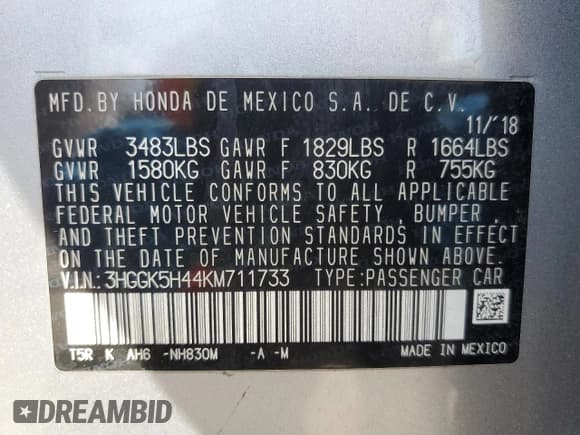 MFD. BY HONDA DE MEXICO S.A. DE C.V.
11/'18
GVWR 3483LBS GAWR F 1829LBS R 1664LBS
GVWR 1580KG GAWR F 830KG R 755KG
THIS VEHICLE CONFORMS TO ALL APPLICABLE
FEDERAL MOTOR VEHICLE SAFETY , BUMPER ,
AND THEFT PREVENTION STANDARDS IN EFFECT
ON THE DATE OF MANUFACTURE SHOWN ABOVE.
V.I.N.: 3HGGK5H44KM711733 TYPE:PASSENGER CAR
T5R K AH6 -NH830M -A -M
MADE IN MEXICO
DREAMBID